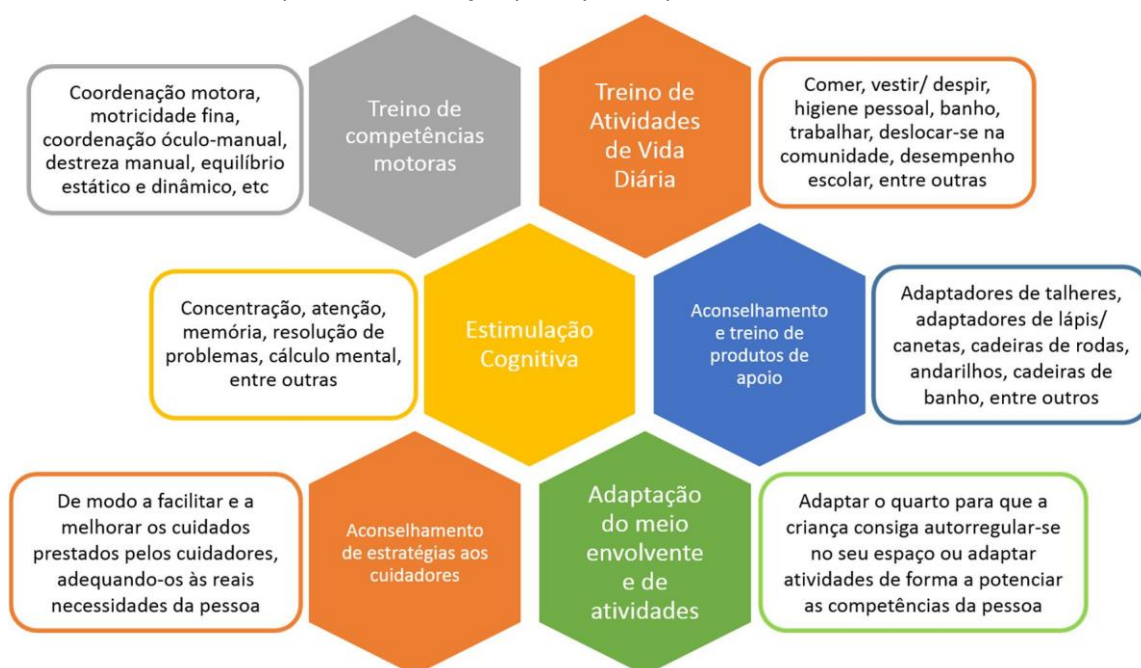 Coordenação motora,
motricidade fina,
coordenação óculo-manual,
destreza manual, equilíbrio
estático e dinâmico, etc
Treino de
competências
motoras
Treino de
Atividades
de Vida
Diária
Comer, vestir/ despir,
higiene pessoal, banho,
trabalhar, deslocar-se na
comunidade, desempenho
escolar, entre outras
Concentração, atenção,
memória, resolução de
problemas, cálculo mental,
entre outras
Estimulação
Cognitiva
Aconselhamento
e treino de
produtos de
apoio
Adaptadores de talheres,
adaptadores de lápis/
canetas, cadeiras de rodas,
andarilhos, cadeiras de
banho, entre outros
De modo a facilitar e a
melhorar os cuidados
prestados pelos cuidadores,
adequando-os às reais
necessidades da pessoa
Aconselhamento
de estratégias aos
cuidadores
Adaptação
do meio
envolvente
e de
atividades
Adaptar o quarto para que a
criança consiga autorregular-se
no seu espaço ou adaptar
atividades de forma a potenciar
as competências da pessoa